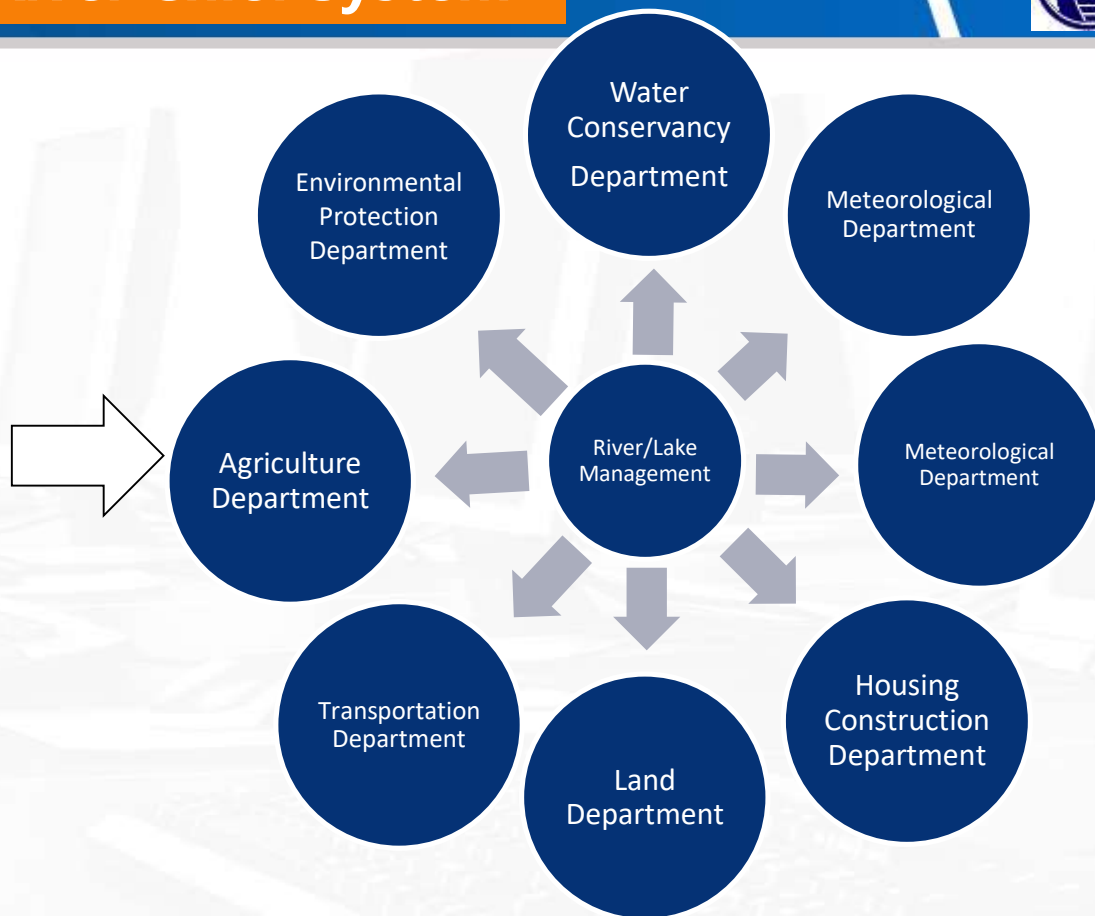 System
Water
Conservancy
Department
Environmental
Protection
Department
Meteorological
Department
Agriculture
Department
River/Lake
Management
Meteorological
Department
Transportation
Department
Housing
Construction
Department
Land
Department